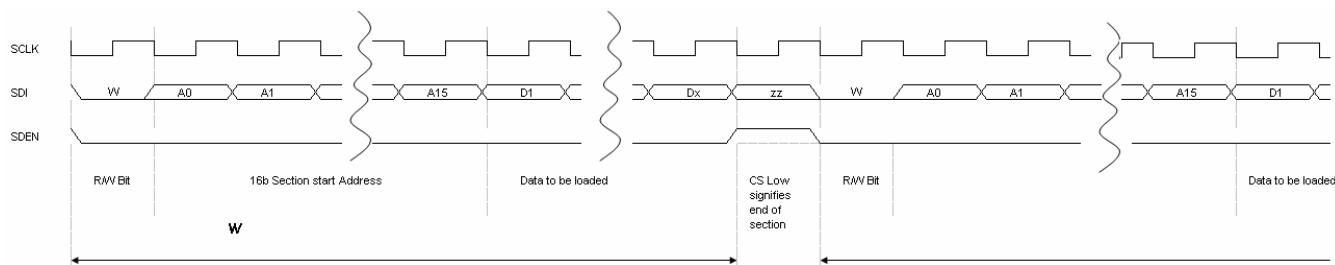 SCLK
SDI W A0 A1 A15 D1 Dx zz W A0 A1 A15 D1
SDEN
R/W Bit 16b Section start Address Data to be loaded CS Low signifies end of section R/W Bit Data to be loaded
W